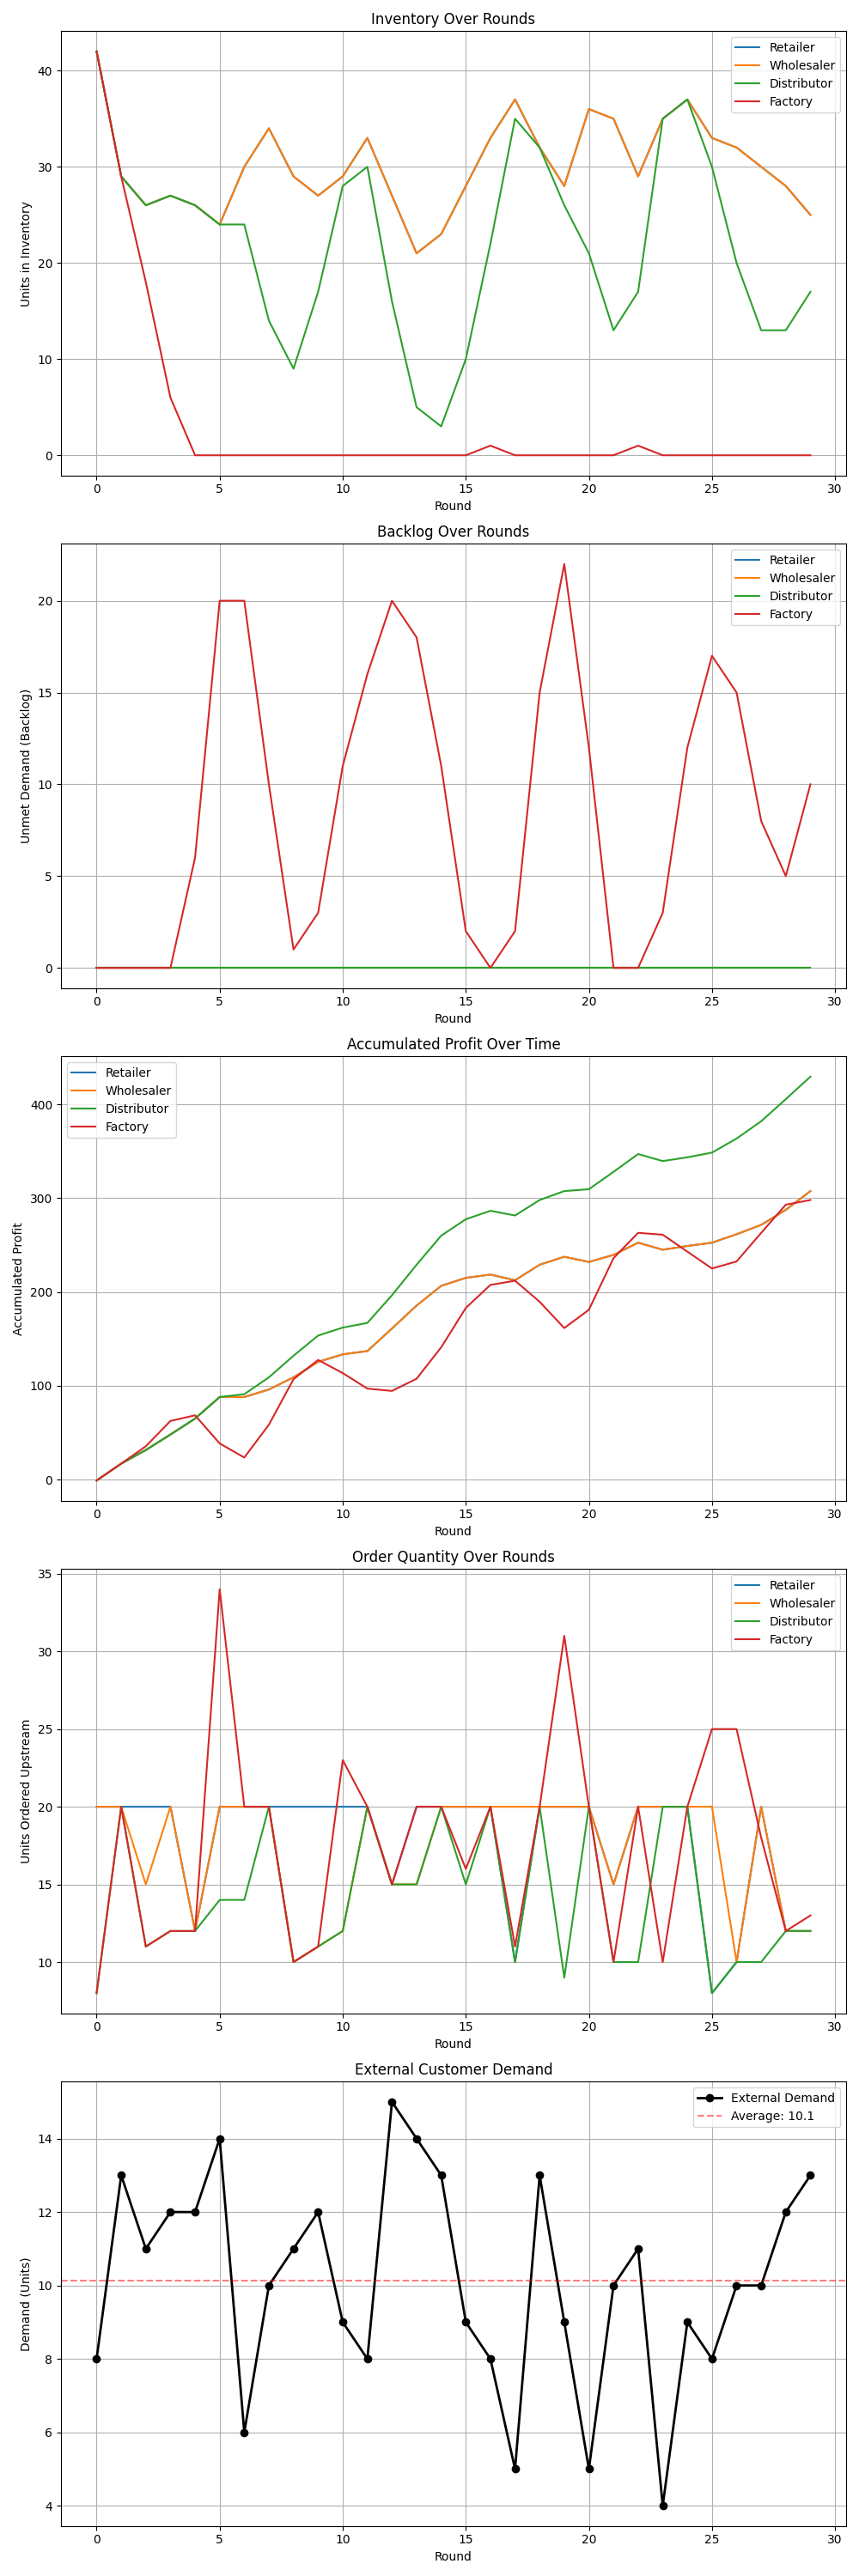 Inventory Over Rounds
Units in Inventory
40
30
20
10
0
Retailer
Wholesaler
Distributor
Factory
0 5 10 15 20 25 30
Round
Backlog Over Rounds
Unmet Demand (Backlog)
20
15
10
5
0
Retailer
Wholesaler
Distributor
Factory
0 5 10 15 20 25 30
Round
Accumulated Profit Over Time
Accumulated Profit
400
300
200
100
0
Retailer
Wholesaler
Distributor
Factory
0 5 10 15 20 25 30
Round
Order Quantity Over Rounds
Units Ordered Upstream
35
30
25
20
15
10
Retailer
Wholesaler
Distributor
Factory
0 5 10 15 20 25 30
Round
External Customer Demand
Demand (Units)
14
12
10
8
6
4
External Demand
Average: 10.1
0 5 10 15 20 25 30
Round